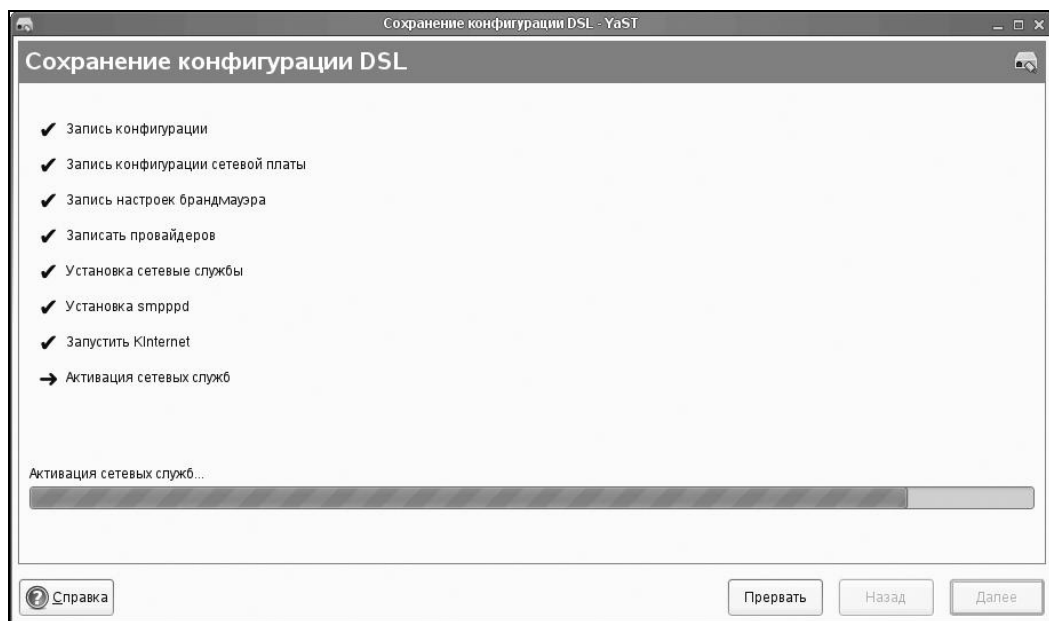 Сохранение конфигурации DSL - YaST
Сохранение конфигурации DSL
Запись конфигурации
Запись конфигурации сетевой платы
Запись настроек брандмауэра
Записать провайдеров
Установка сетевые службы
Установка smpppd
Запустить KInternet
Активация сетевых служб
Активация сетевых служб...
Справка
Прервать
Назад
Далее